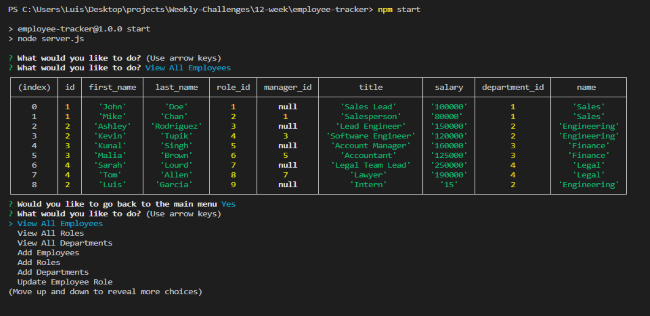 PS C:\Users\Luis\Desktop\projects\Weekly-Challenges\12-week\employee-tracker> npm start
> employee-tracker@1.0.0 start
> node server.js
? What would you like to do? (Use arrow keys)
? What would you like to do? View All Employees
(index) id first_name last_name role_id manager_id title salary department_id name
0 1 'John' 'Doe' 1 null 'Sales Lead' '100000' 1 'Sales'
1 1 'Mike' 'Chan' 2 1 'Salesperson' '80000' 1 'Sales'
2 2 'Ashley' 'Rodriguez' 3 null 'Lead Engineer' '150000' 2 'Engineering'
3 2 'Kevin' 'Tupik' 4 3 'Software Engineer' '120000' 2 'Engineering'
4 3 'Kunal' 'Singh' 5 null 'Account Manager' '160000' 3 'Finance'
5 3 'Malia' 'Brown' 6 5 'Accountant' '125000' 3 'Finance'
6 4 'Sarah' 'Lourd' 7 null 'Legal Team Lead' '250000' 4 'Legal'
7 4 'Tom' 'Allen' 8 7 'Lawyer' '190000' 4 'Legal'
8 2 'Luis' 'Garcia' 9 null 'Intern' '15' 2 'Engineering'
? Would you like to go back to the main menu Yes
? What would you like to do? (Use arrow keys)
> View All Employees
View All Roles
View All Departments
Add Employees
Add Roles
Add Departments
Update Employee Role
(Move up and down to reveal more choices)